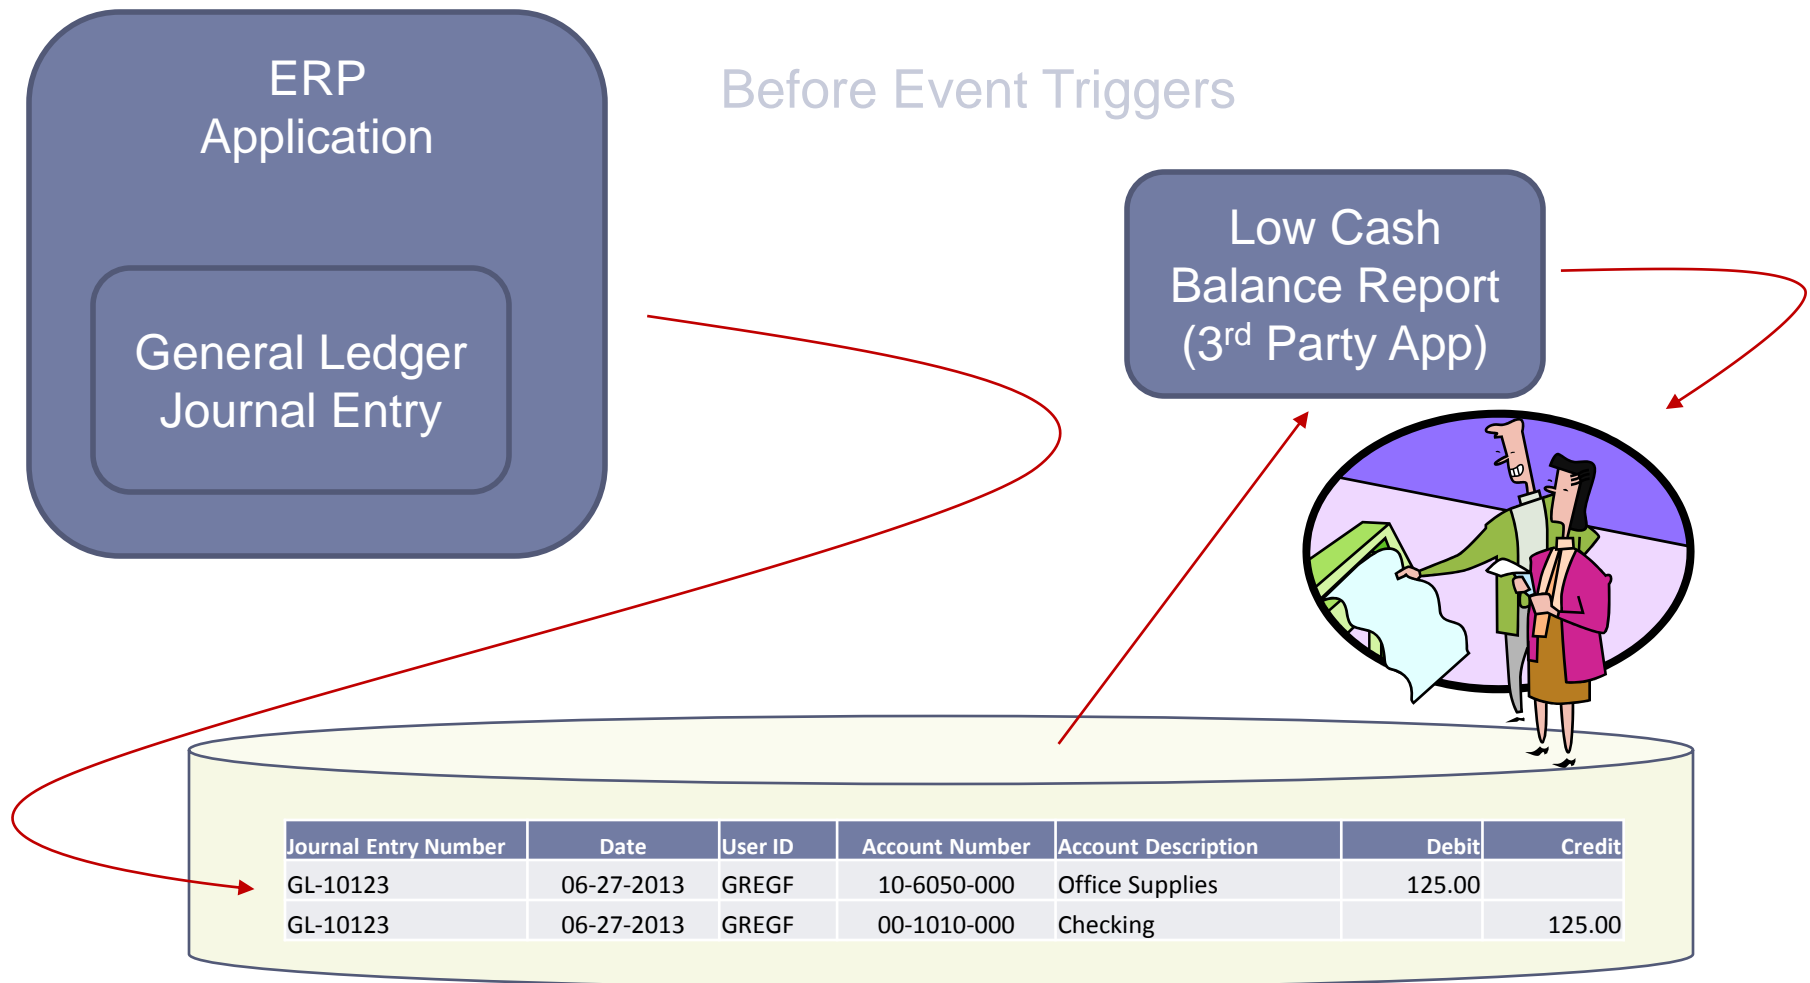 ERP
Application
Before Event Triggers
General Ledger
Journal Entry
Low Cash
Balance Report
(3rd Party App)
Journal Entry Number Date User ID Account Number Account Description Debit Credit
GL-10123 06-27-2013 GREGF 10-6050-000 Office Supplies 125.00
GL-10123 06-27-2013 GREGF 00-1010-000 Checking 125.00